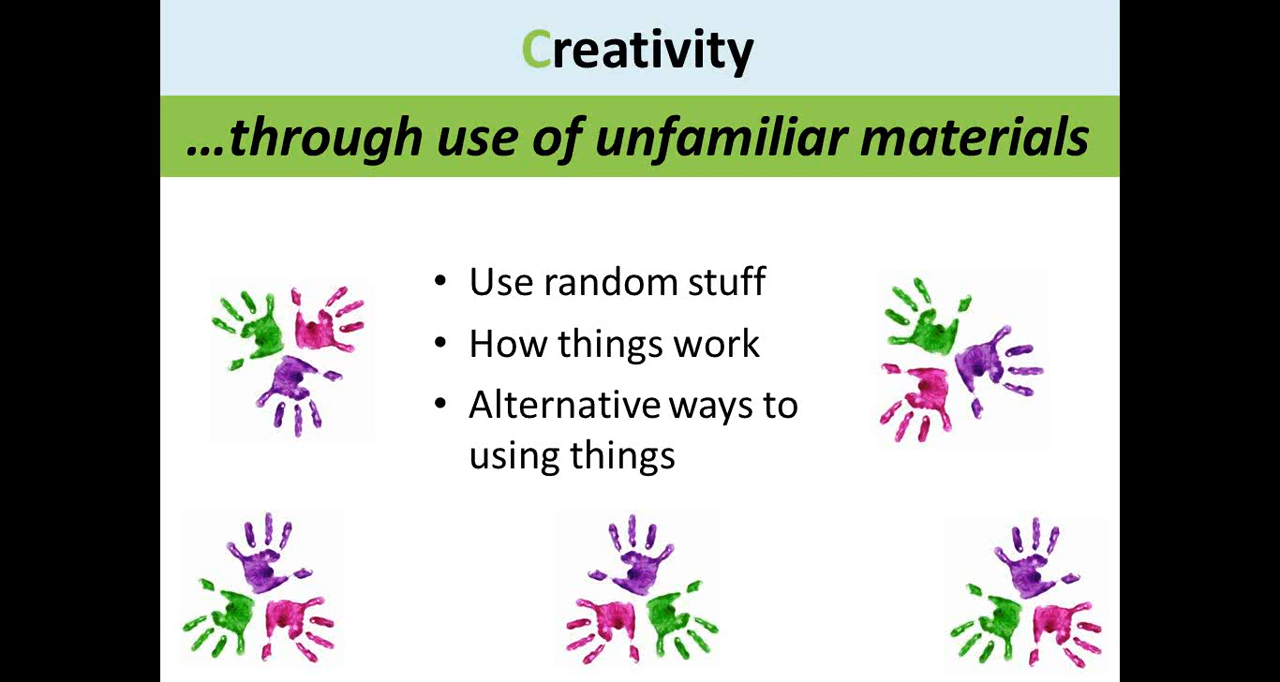 Creativity
...through use of unfamiliar materials
• Use random stuff
• How things work
• Alternative ways to
using things